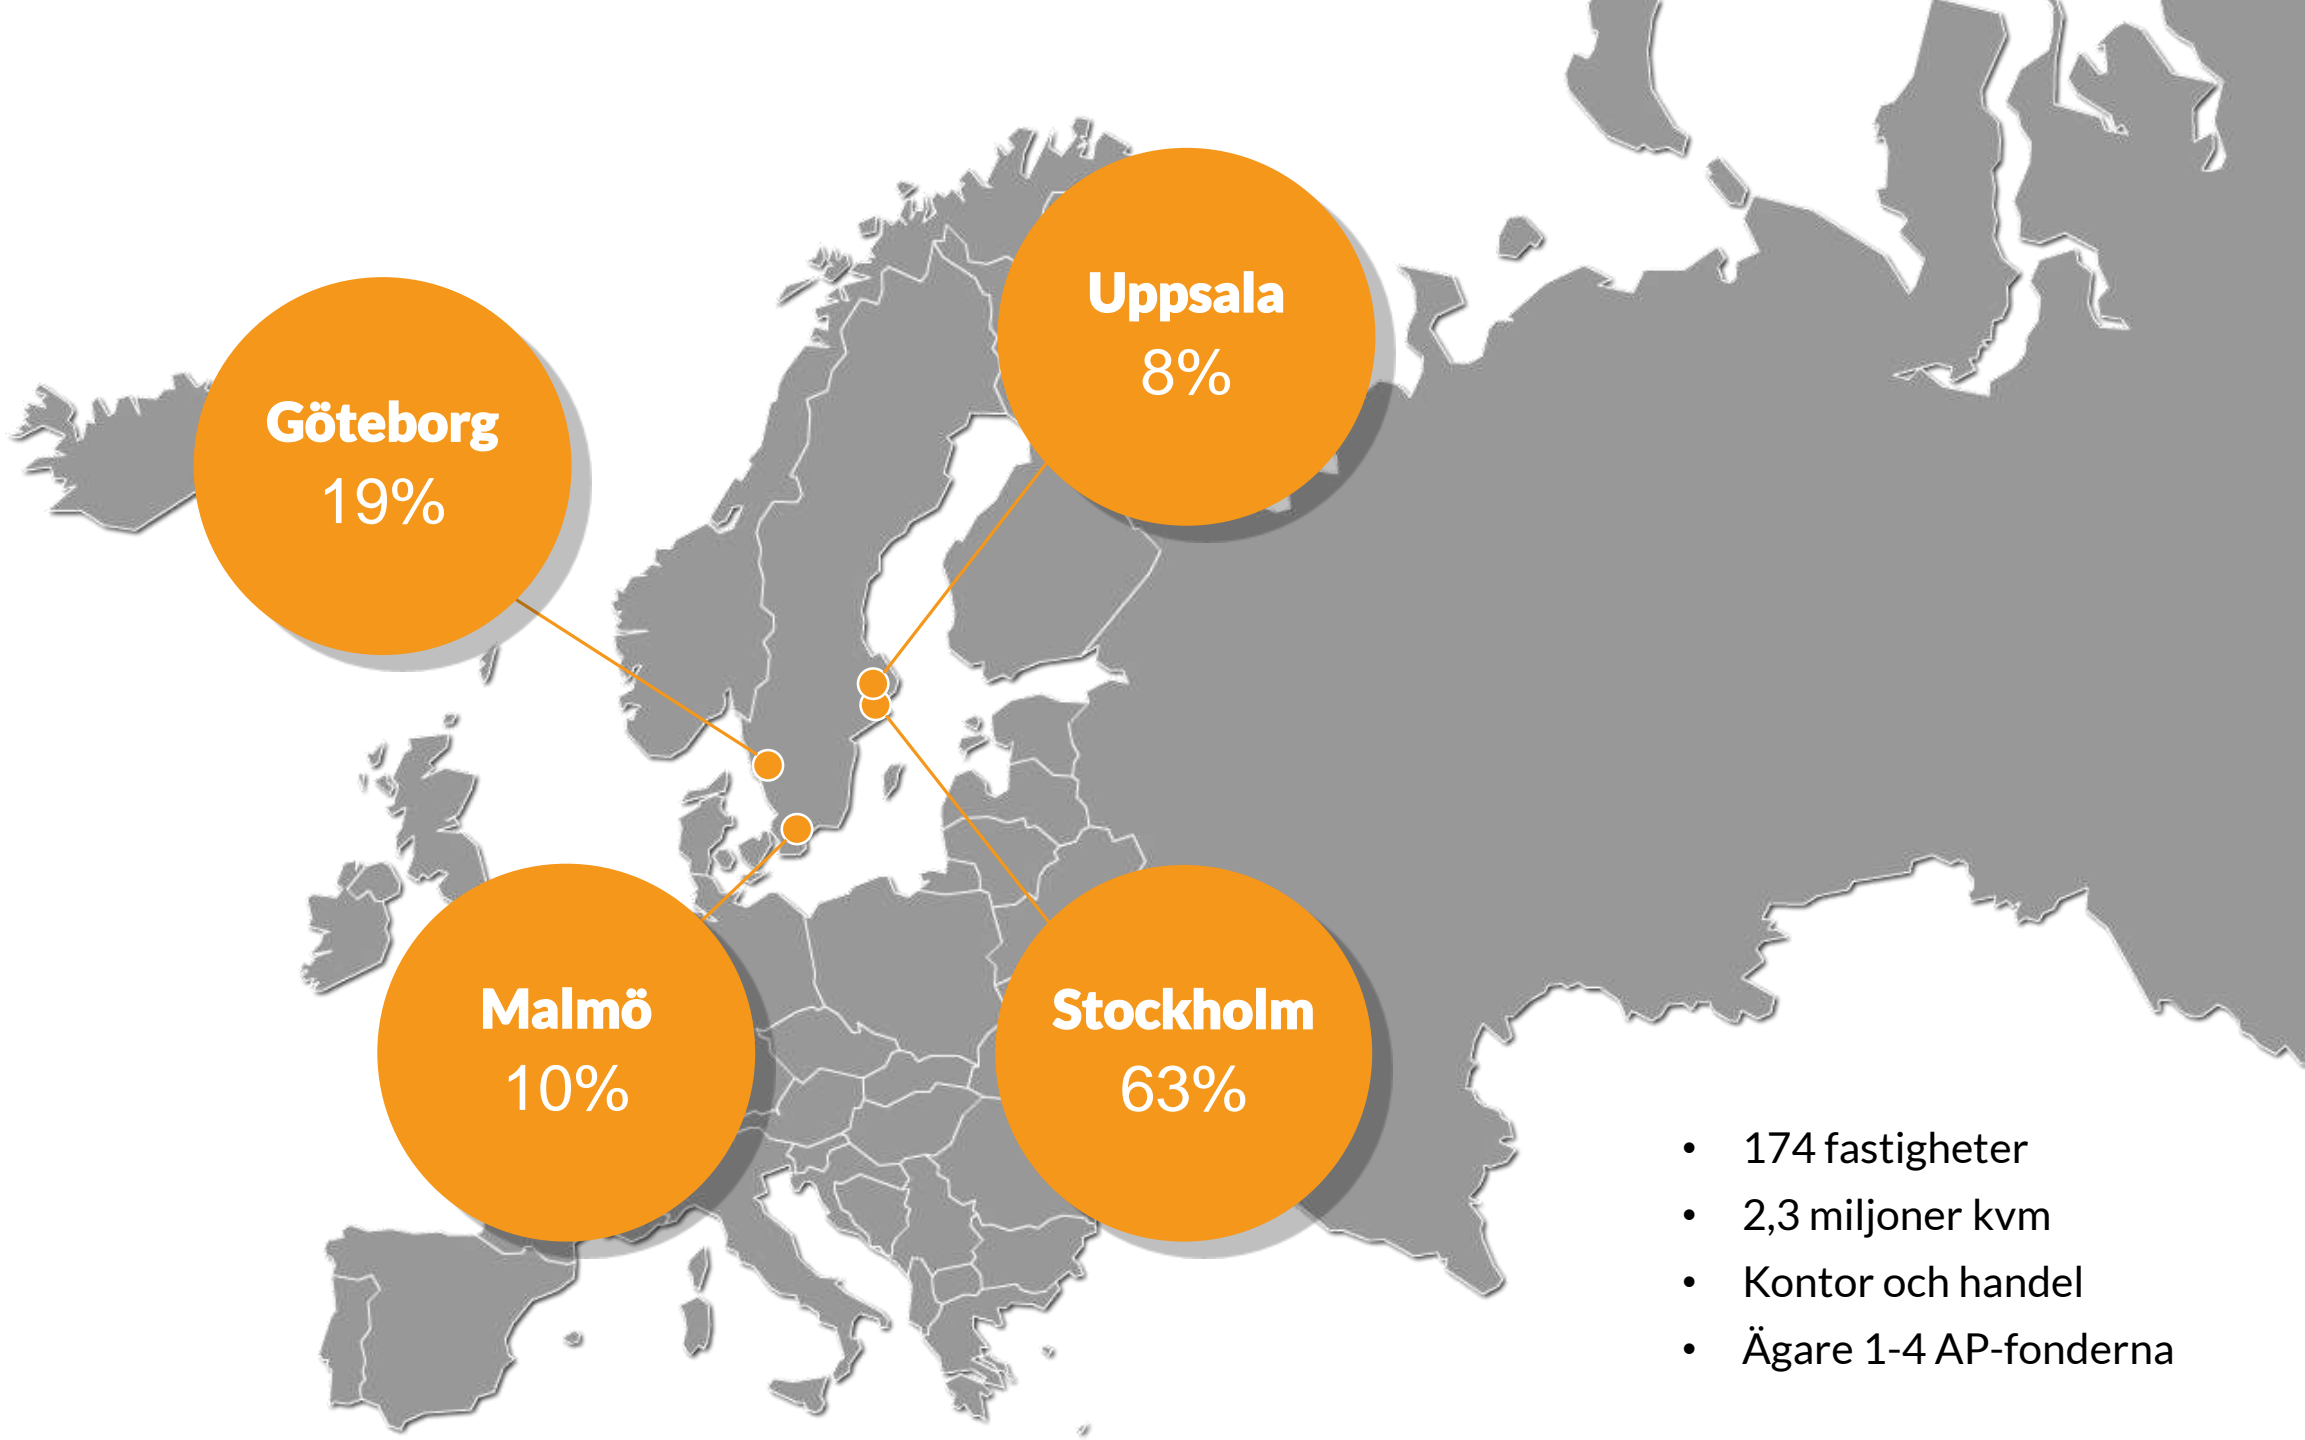 Uppsala
8%
Göteborg
19%
Malmö
10%
Stockholm
63%
• 174 fastigheter
• 2,3 miljoner kvm
• Kontor och handel
• Ägare 1-4 AP-fonderna